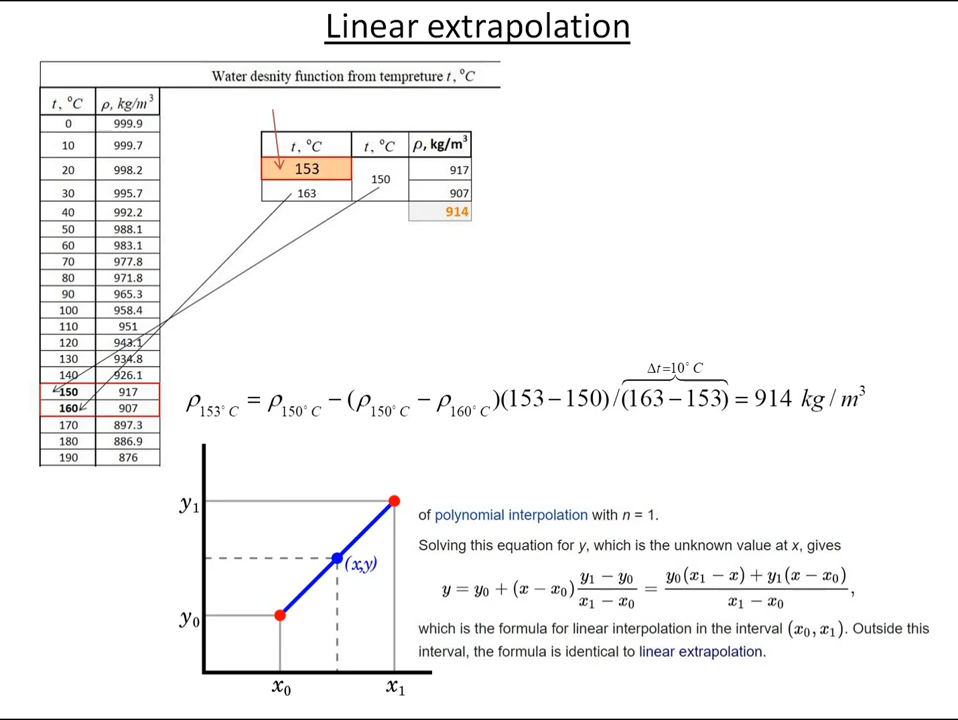 Linear extrapolation
Water desnity function from tempreture t, °C
t, °C ρ, kg/m³
0 999.9
10 999.7
20 998.2
30 995.7
40 992.2
50 988.1
60 983.1
70 977.8
80 971.8
90 965.3
100 958.4
110 951
120 943.1
130 934.8
140 926.1
150 917
160 907
170 897.3
180 886.9
190 876
t, °C t, °C ρ, kg/m³
153 150 917
163 907
914
Δt=10° C
ρ153° C = ρ150° C − (ρ150° C − ρ160° C)(153−150)/(163−153) = 914 kg / m³
y₁
(x,y)
y₀
x₀ x₁
of polynomial interpolation with n = 1.
Solving this equation for y, which is the unknown value at x, gives
y = y₀ + (x − x₀) (y₁ − y₀)/(x₁ − x₀) = (y₀(x₁ − x) + y₁(x − x₀))/(x₁ − x₀),
which is the formula for linear interpolation in the interval (x₀, x₁). Outside this
interval, the formula is identical to linear extrapolation.